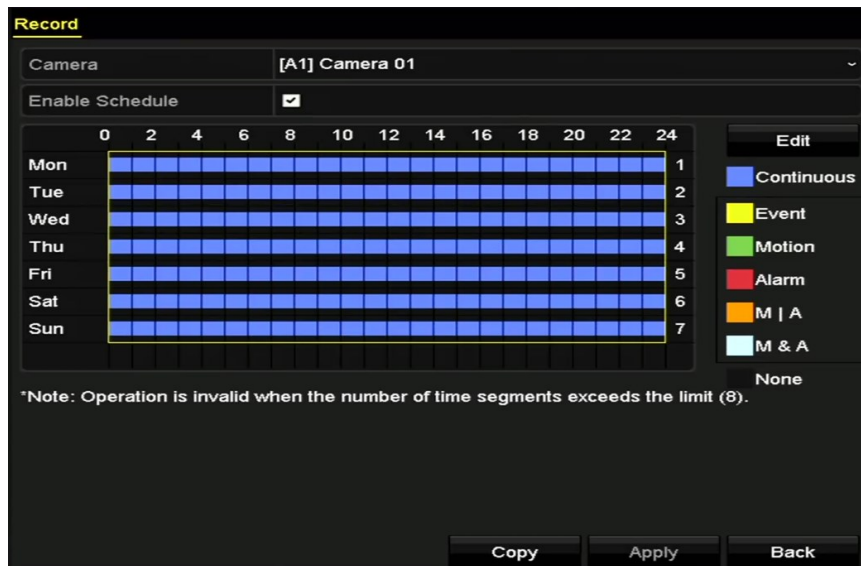 Record
Camera [A1] Camera 01
Enable Schedule
0 2 4 6 8 10 12 14 16 18 20 22 24
Edit
Mon 1
Continuous
Tue 2
Wed 3
Event
Thu 4
Motion
Fri 5
Alarm
Sat 6
M | A
Sun 7
M & A
None
*Note: Operation is invalid when the number of time segments exceeds the limit (8).
Copy Apply Back